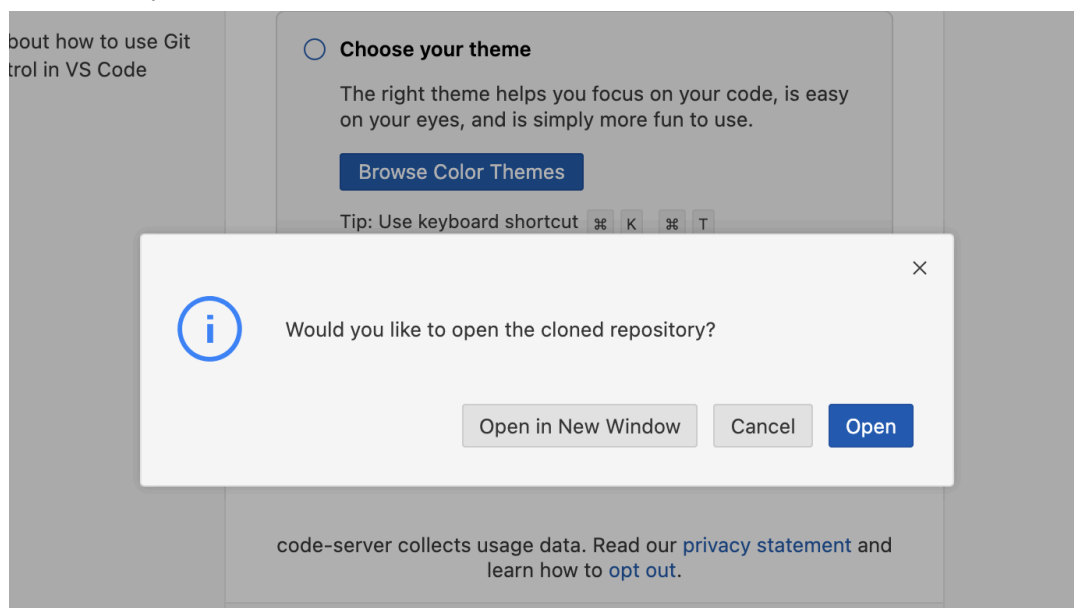 bout how to use Git
trol in VS Code
Choose your theme
The right theme helps you focus on your code, is easy
on your eyes, and is simply more fun to use.
Browse Color Themes
Tip: Use keyboard shortcut ⌘ K ⌘ T
Would you like to open the cloned repository?
Open in New Window Cancel Open
code-server collects usage data. Read our privacy statement and
learn how to opt out.